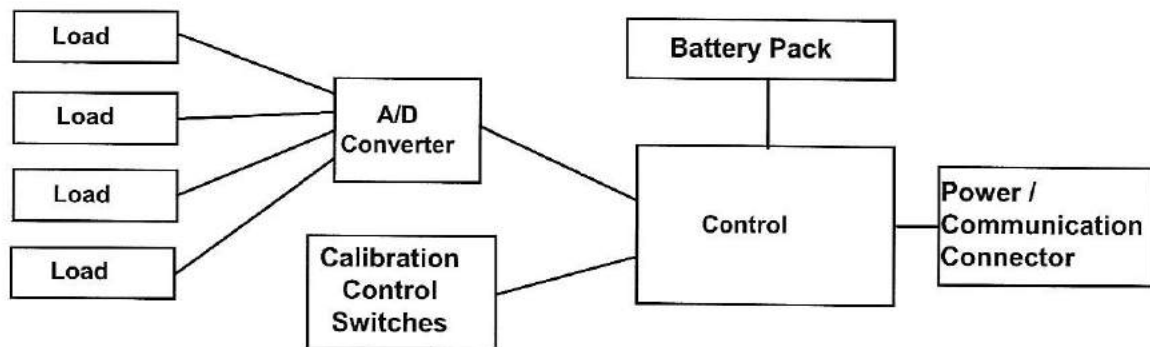 Load
Load
Load
Load
A/D
Converter
Calibration
Control
Switches
Battery Pack
Control
Power /
Communication
Connector